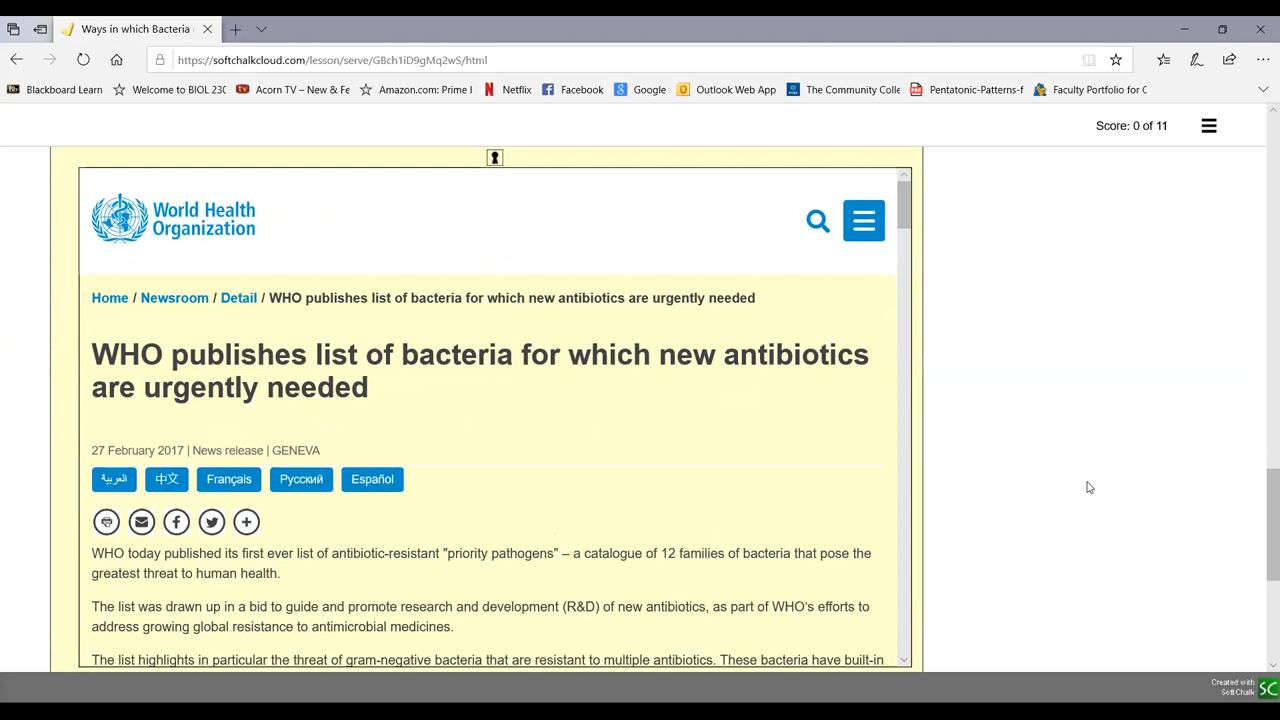 Ways in which Bacteria
https://softchalkcloud.com/lesson/serve/GBch1iD9gMq2wS/html
Blackboard Learn Welcome to BIOL 230 Acorn TV – New & Fe Amazon.com: Prime I Netflix Facebook Google Outlook Web App The Community Colle Pentatonic-Patterns-f Faculty Portfolio for C
Score: 0 of 11
World Health
Organization
Home / Newsroom / Detail / WHO publishes list of bacteria for which new antibiotics are urgently needed
WHO publishes list of bacteria for which new antibiotics
are urgently needed
27 February 2017 | News release | GENEVA
العربية 中文 Français Русский Español
WHO today published its first ever list of antibiotic-resistant "priority pathogens" – a catalogue of 12 families of bacteria that pose the
greatest threat to human health.
The list was drawn up in a bid to guide and promote research and development (R&D) of new antibiotics, as part of WHO's efforts to
address growing global resistance to antimicrobial medicines.
The list highlights in particular the threat of gram-negative bacteria that are resistant to multiple antibiotics. These bacteria have built-in
Created with
SoftChalk SC